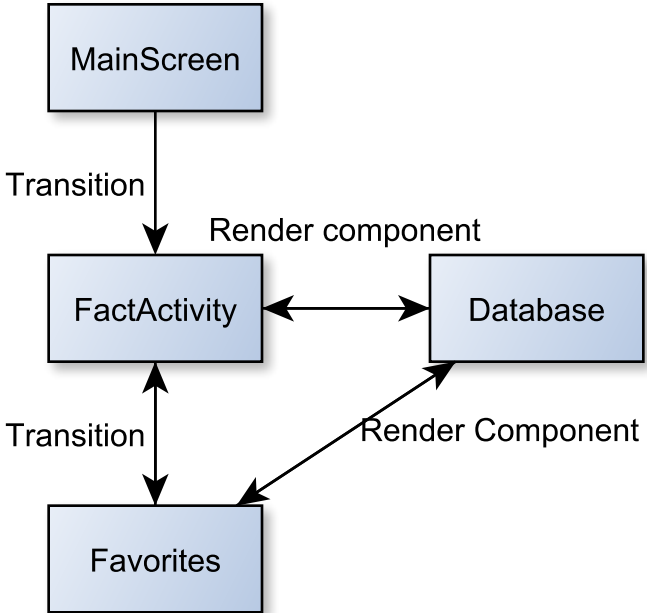 MainScreen
Transition
Render component
FactActivity
Database
Transition
Render Component
Favorites